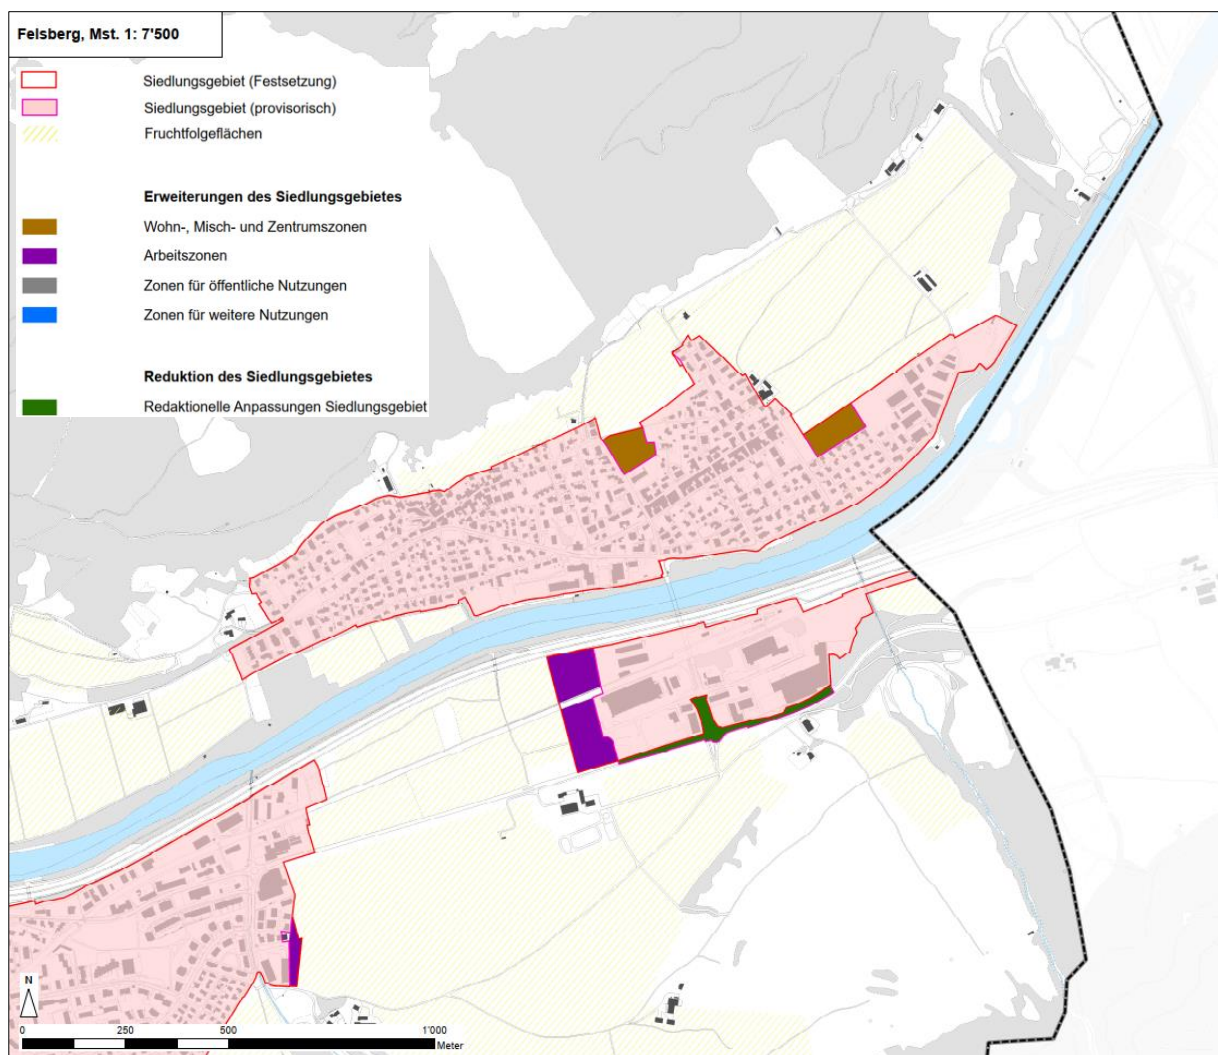 Felsberg, Mst. 1: 7'500
Siedlungsgebiet (Festsetzung)
Siedlungsgebiet (provisorisch)
Fruchtfolgeflächen
Erweiterungen des Siedlungsgebietes
Wohn-, Misch- und Zentrumszonen
Arbeitszonen
Zonen für öffentliche Nutzungen
Zonen für weitere Nutzungen
Reduktion des Siedlungsgebietes
Redaktionelle Anpassungen Siedlungsgebiet
N
0 250 500 1'000
Meter